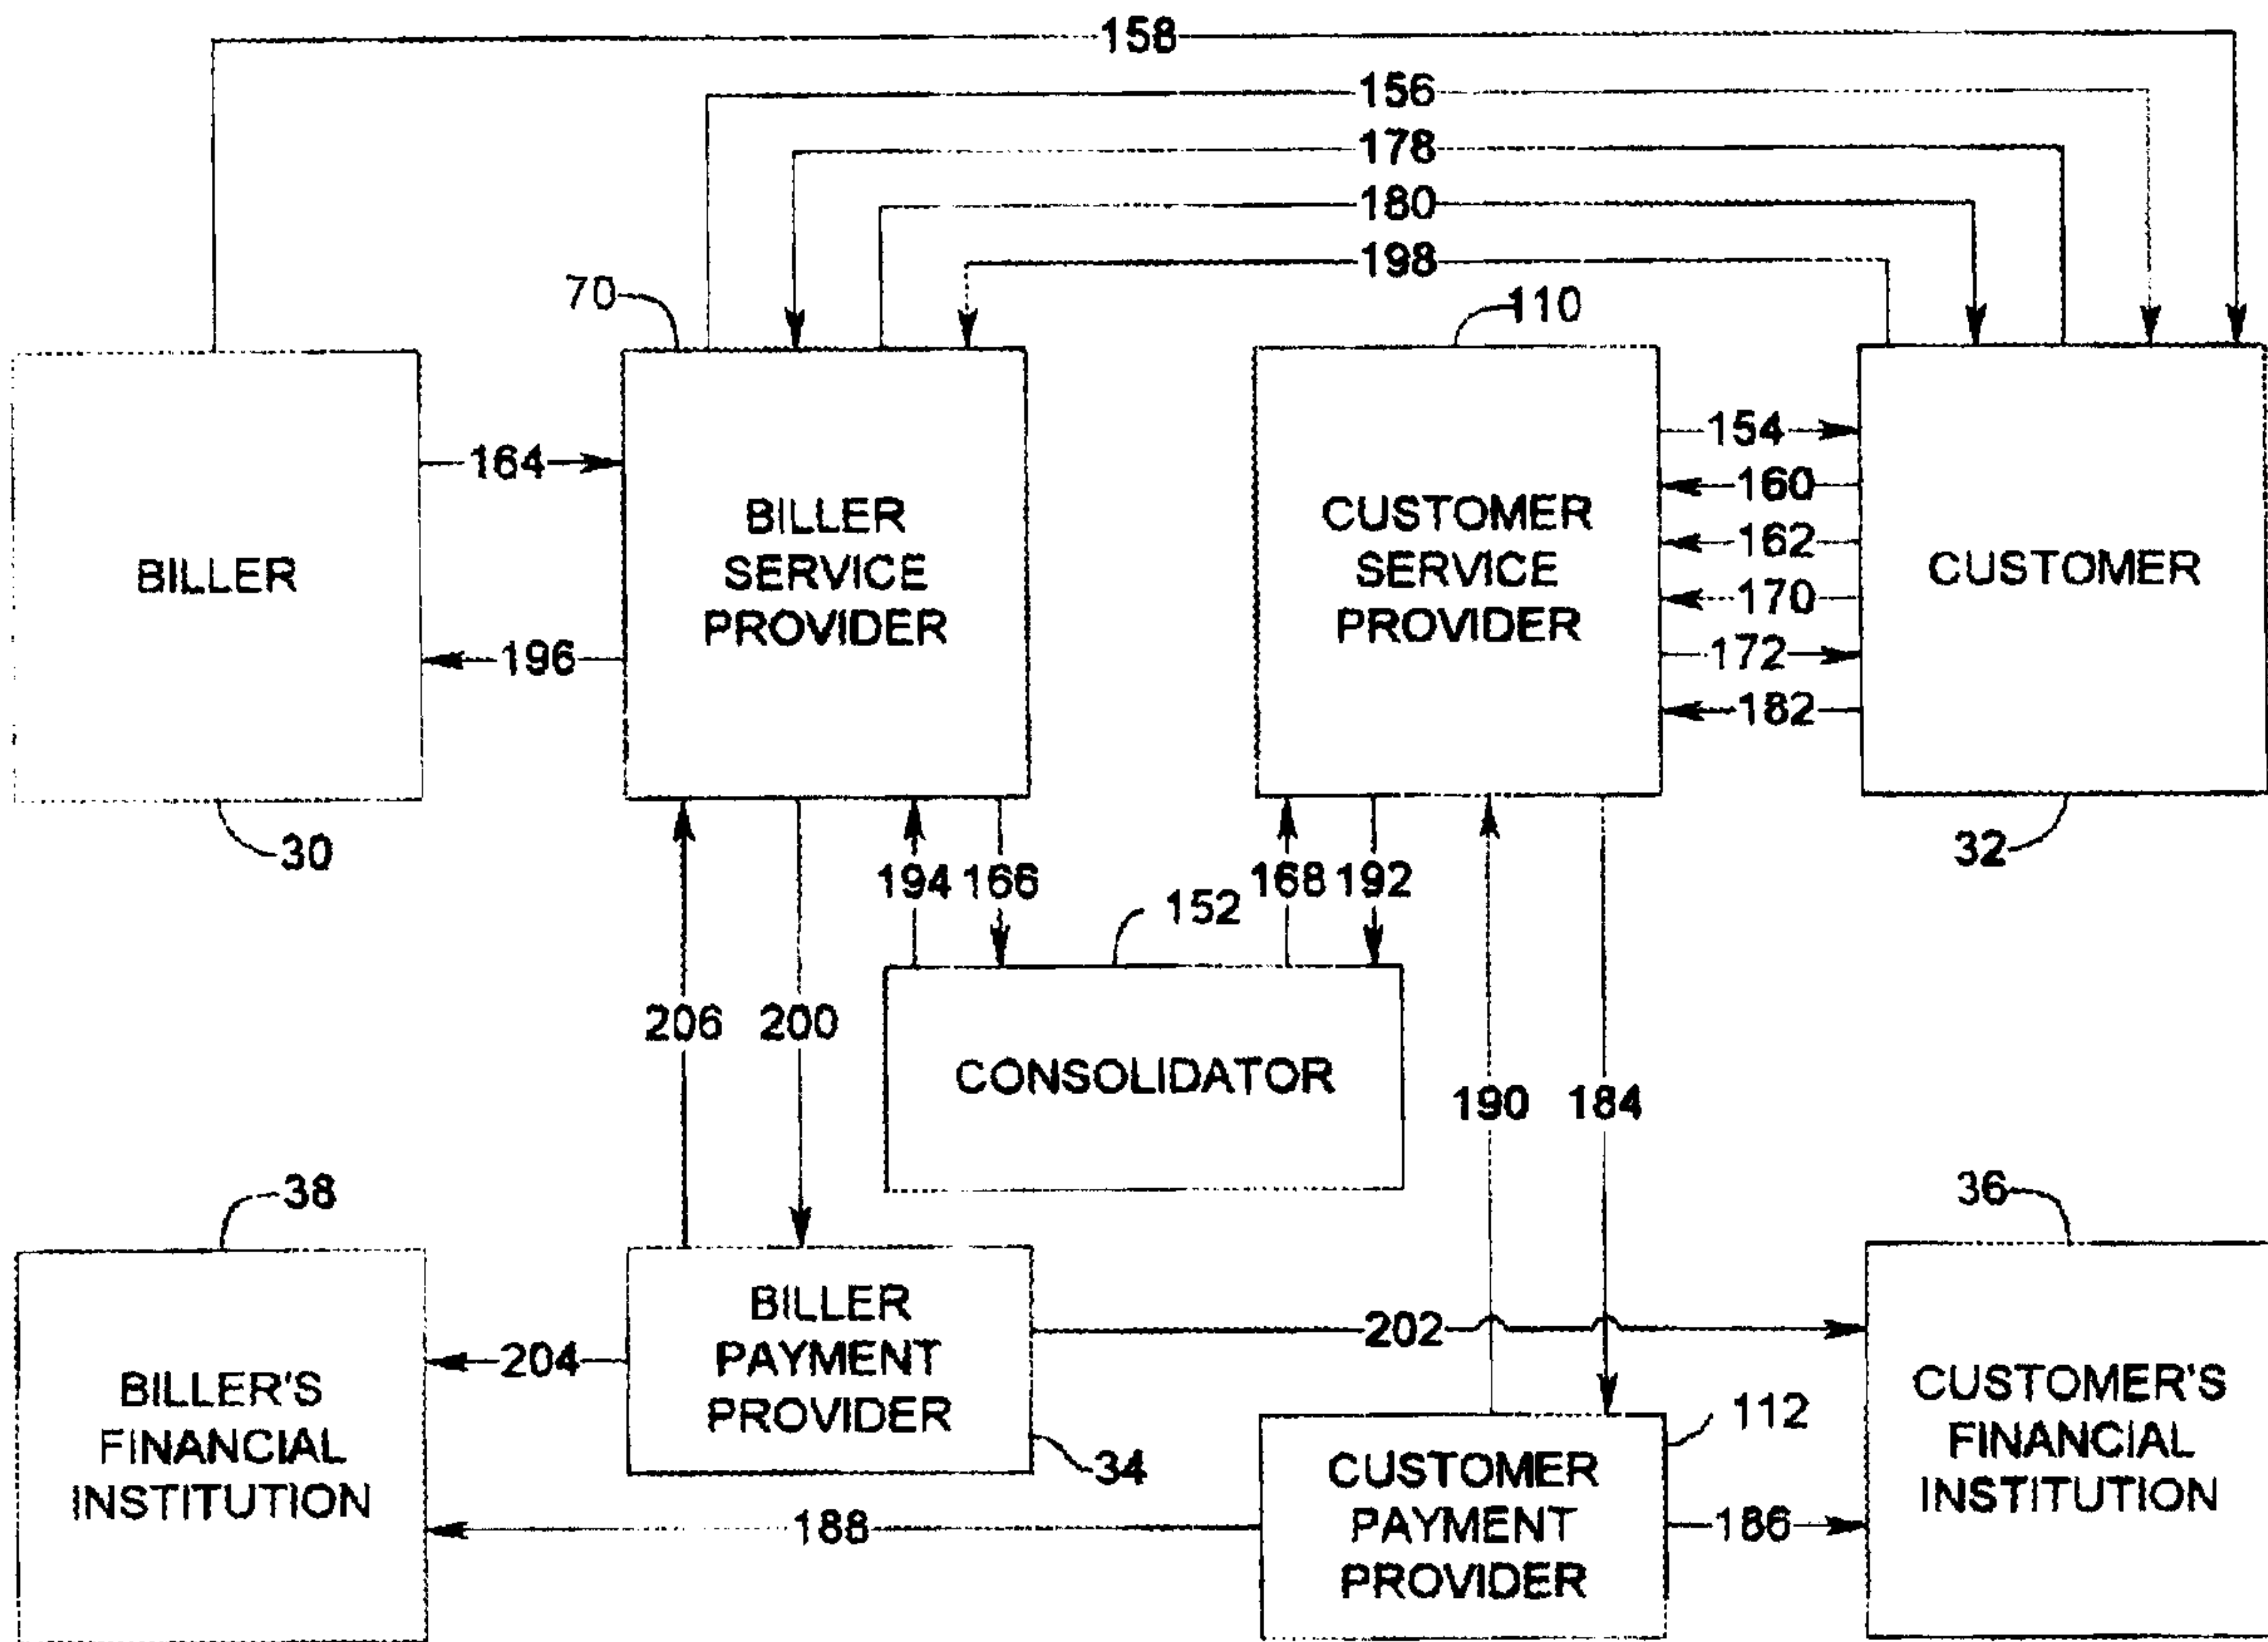 158
156
178
180
198
70
110
154
164
160
BILLER
SERVICE
PROVIDER
CUSTOMER
SERVICE
PROVIDER
162
BILLER
CUSTOMER
170
196
172
182
30
32
194
166
168
192
152
206
200
CONSOLIDATOR
190
184
38
36
BILLER
PAYMENT
PROVIDER
202
204
BILLER'S
FINANCIAL
INSTITUTION
CUSTOMER'S
FINANCIAL
INSTITUTION
112
34
CUSTOMER
PAYMENT
PROVIDER
188
186